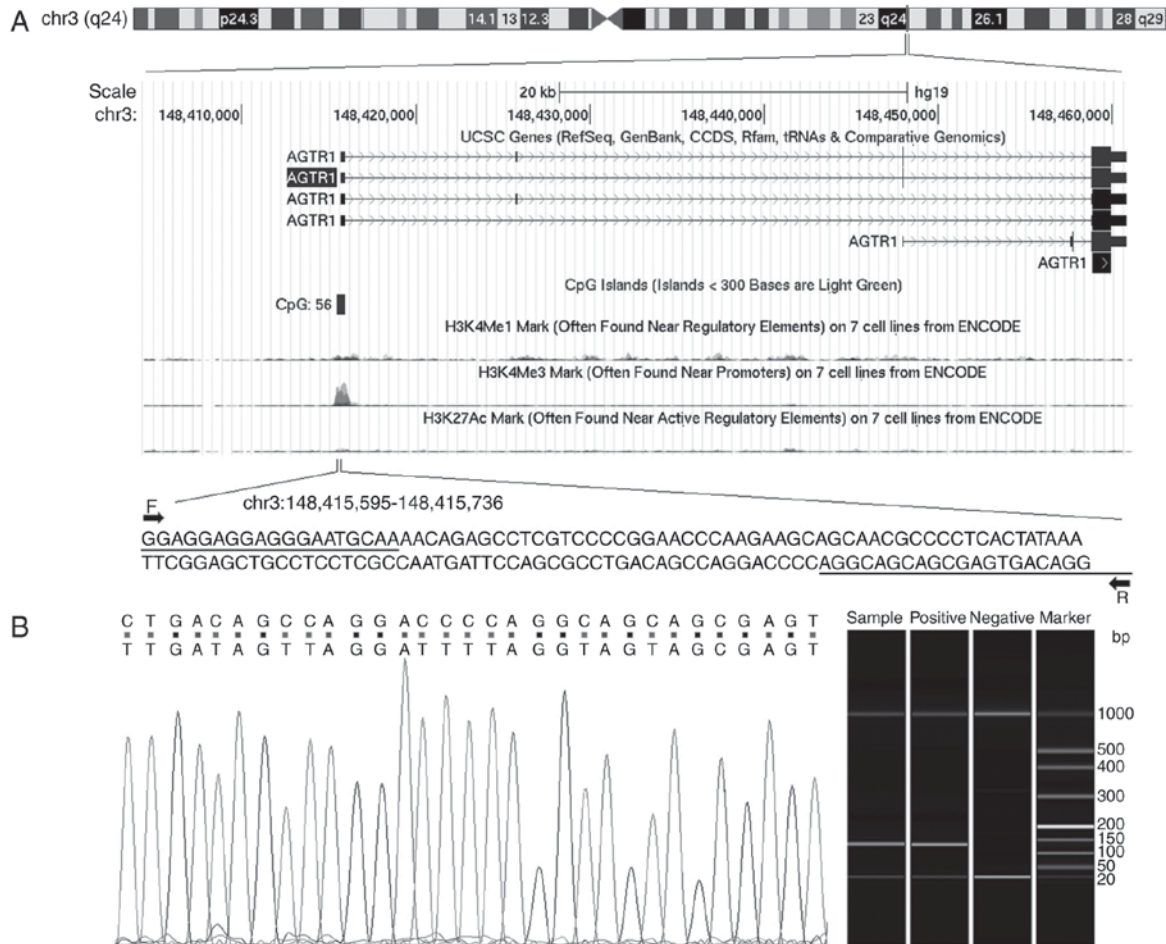 A chr3 (q24) p24.3 14.1 13 12.3 23 q24 26.1 28 q29
Scale 20 kb hg19
chr3: 148,410,000 148,420,000 148,430,000 148,440,000 148,450,000 148,460,000
UCSC Genes (RefSeq, GenBank, CCDS, Rfam, tRNAs & Comparative Genomics)
AGTR1
AGTR1
AGTR1
AGTR1
AGTR1
AGTR1
CpG Islands (Islands < 300 Bases are Light Green)
CpG: 56
H3K4Me1 Mark (Often Found Near Regulatory Elements) on 7 cell lines from ENCODE
H3K4Me3 Mark (Often Found Near Promoters) on 7 cell lines from ENCODE
H3K27Ac Mark (Often Found Near Active Regulatory Elements) on 7 cell lines from ENCODE
chr3:148,415,595-148,415,736
F
GGAGGAGGAGGGAATGCAAAACAGAGCCTCGTCCCCGGAACCCAAGAAGCAGCAACGCCCCTCACTATAAA
TTCGGAGCTGCCTCCTCGCCAATGATTCCAGCGCCTGACAGCCAGGACCCCAGGCAGCAGCGAGTGACAGG
R
B
C T G A C A G C C A G G A C C C C A G G C A G C A G C G A G T
T T G A T A G T T A G G A T T T T A G G T A G T A G C G A G T
Sample Positive Negative Marker
bp
1000
500
400
300
200
150
100
50
20